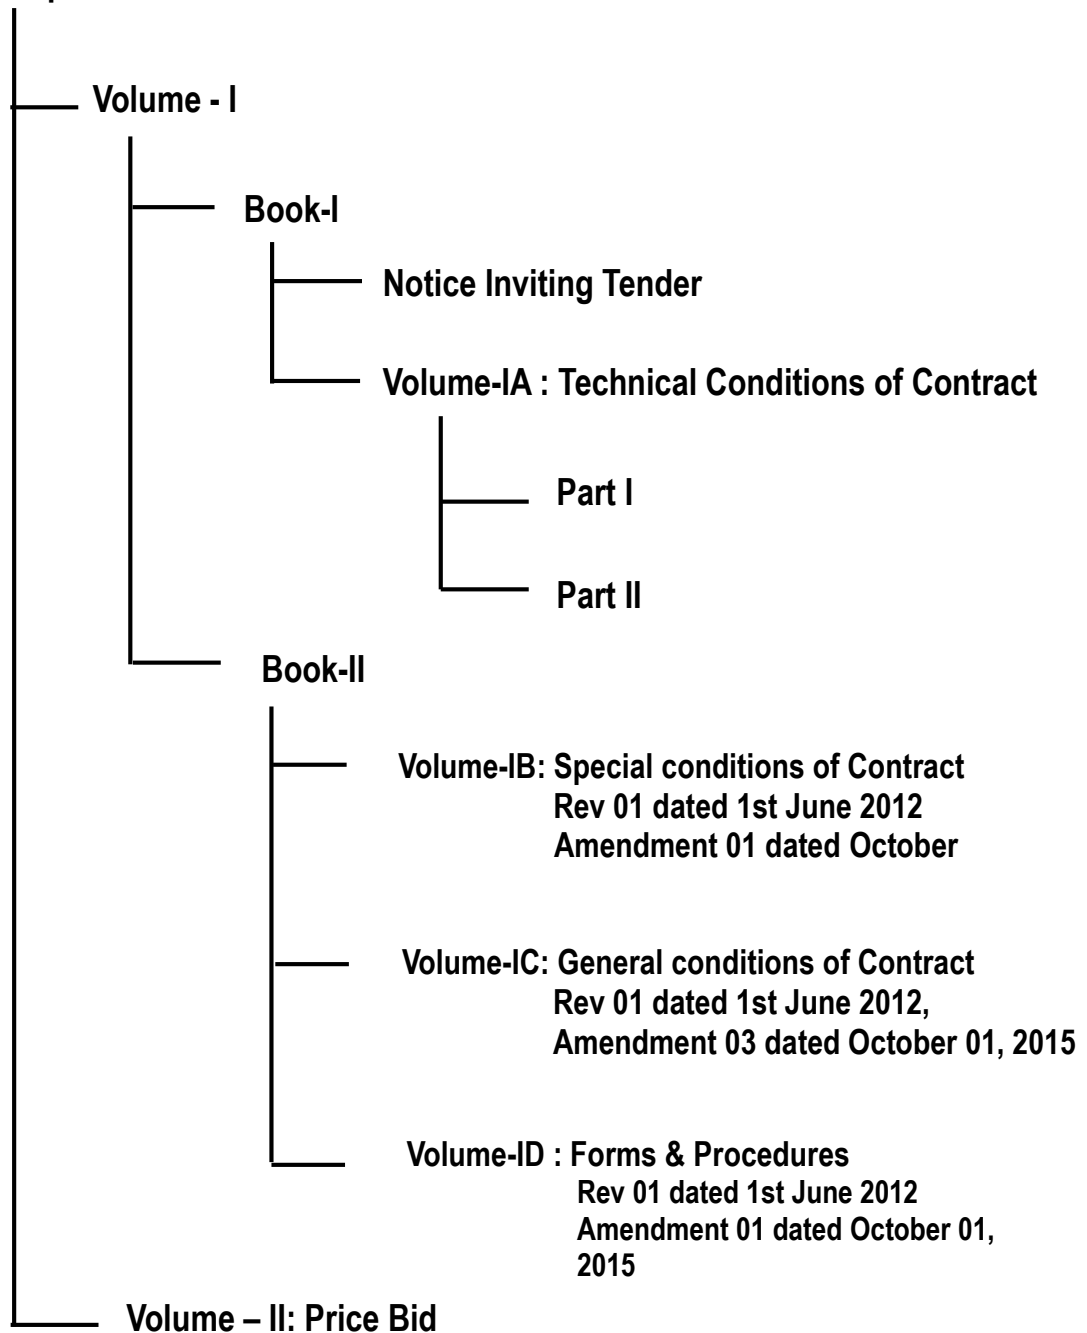 Volume - I
Book-I
Notice Inviting Tender
Volume-IA : Technical Conditions of Contract
Part I
Part II
Book-II
Volume-IB: Special conditions of Contract
Rev 01 dated 1st June 2012
Amendment 01 dated October
Volume-IC: General conditions of Contract
Rev 01 dated 1st June 2012,
Amendment 03 dated October 01, 2015
Volume-ID : Forms & Procedures
Rev 01 dated 1st June 2012
Amendment 01 dated October 01,
2015
Volume – II: Price Bid